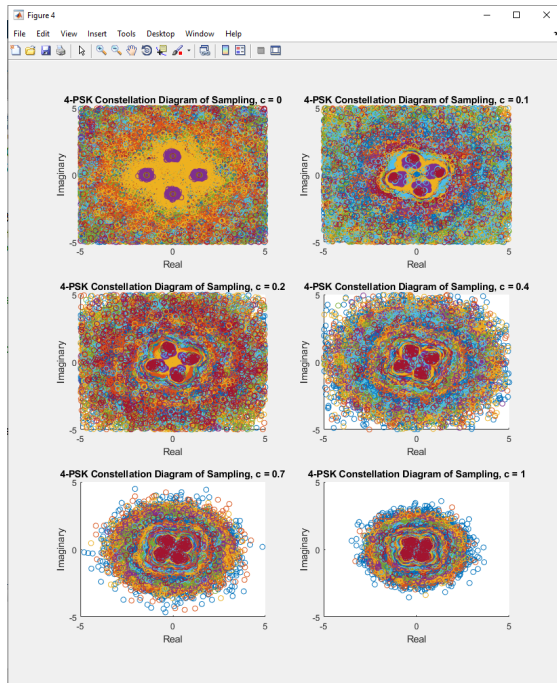 Figure 4
File Edit View Insert Tools Desktop Window Help
4-PSK Constellation Diagram of Sampling, c = 0
5
0
-5
Imaginary
-5 0 5
Real
4-PSK Constellation Diagram of Sampling, c = 0.1
5
0
-5
Imaginary
-5 0 5
Real
4-PSK Constellation Diagram of Sampling, c = 0.2
5
0
-5
Imaginary
-5 0 5
Real
4-PSK Constellation Diagram of Sampling, c = 0.4
5
0
-5
Imaginary
-5 0 5
Real
4-PSK Constellation Diagram of Sampling, c = 0.7
5
0
-5
Imaginary
-5 0 5
Real
4-PSK Constellation Diagram of Sampling, c = 1
5
0
-5
Imaginary
-5 0 5
Real